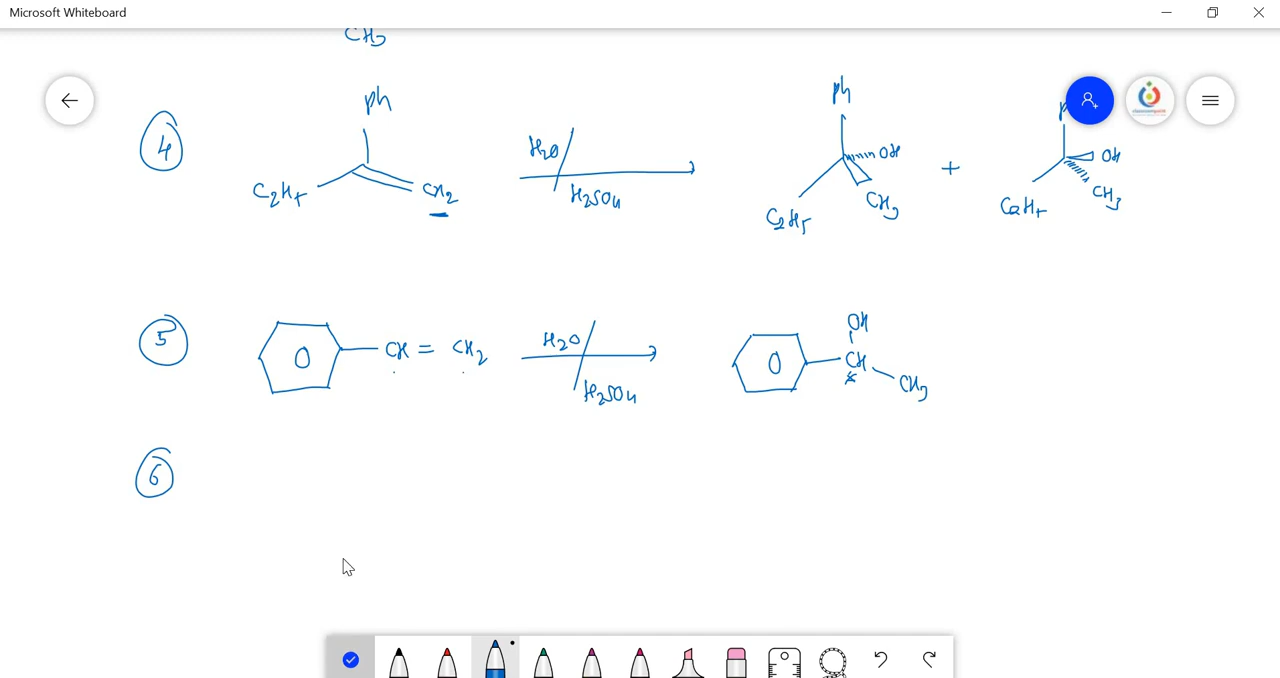 Microsoft Whiteboard
CH3
4
Ph
C2H5
CH2
H2O
H2SO4
Ph
OH
CH3
C2H5
+
OH
CH3
C2H5
5
CH = CH2
H2O
H2SO4
OH
CH
*
CH3
6